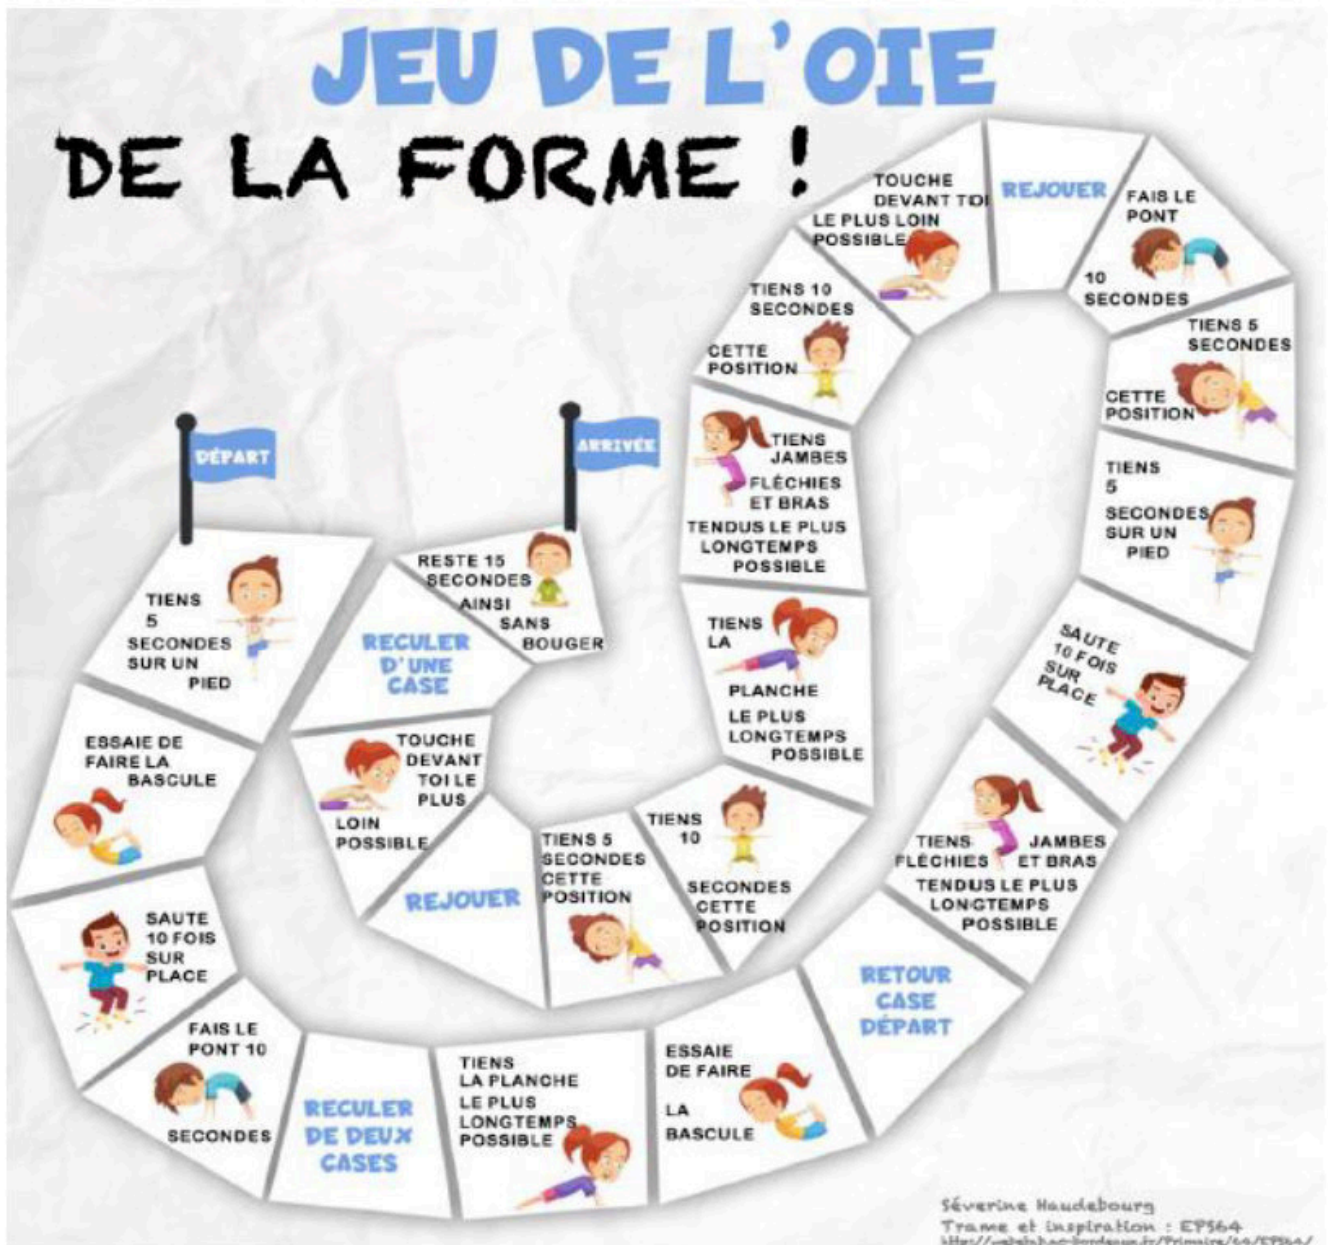 JEU DE L'OIE
DE LA FORME !
DÉPART
TIENS
5
SECONDES
SUR UN
PIED
ESSAIE DE
FAIRE LA
BASCULE
SAUTE
10 FOIS
SUR
PLACE
FAIS LE
PONT 10
SECONDES
RECULER
DE DEUX
CASES
TIENS
LA PLANCHE
LE PLUS
LONGTEMPS
POSSIBLE
ESSAIE
DE FAIRE
LA
BASCULE
RETOUR
CASE
DÉPART
TIENS JAMBES
FLÉCHIES ET BRAS
TENDUS LE PLUS
LONGTEMPS
POSSIBLE
SAUTE
10 FOIS
SUR
PLACE
TIENS
5
SECONDES
SUR UN
PIED
TIENS 5
SECONDES
CETTE
POSITION
FAIS LE
PONT
10
SECONDES
REJOUER
TOUCHE
DEVANT TOI
LE PLUS LOIN
POSSIBLE
TIENS 10
SECONDES
CETTE
POSITION
TIENS
JAMBES
FLÉCHIES
ET BRAS
TENDUS LE PLUS
LONGTEMPS
POSSIBLE
TIENS
LA
PLANCHE
LE PLUS
LONGTEMPS
POSSIBLE
TIENS
10
SECONDES
CETTE
POSITION
TIENS 5
SECONDES
CETTE
POSITION
REJOUER
TOUCHE
DEVANT
TOI LE
PLUS
LOIN
POSSIBLE
RECULER
D'UNE
CASE
RESTE 15
SECONDES
AINSI
SANS
BOUGER
ARRIVÉE
Séverine Haudebourg
Trame et inspiration : EPS64